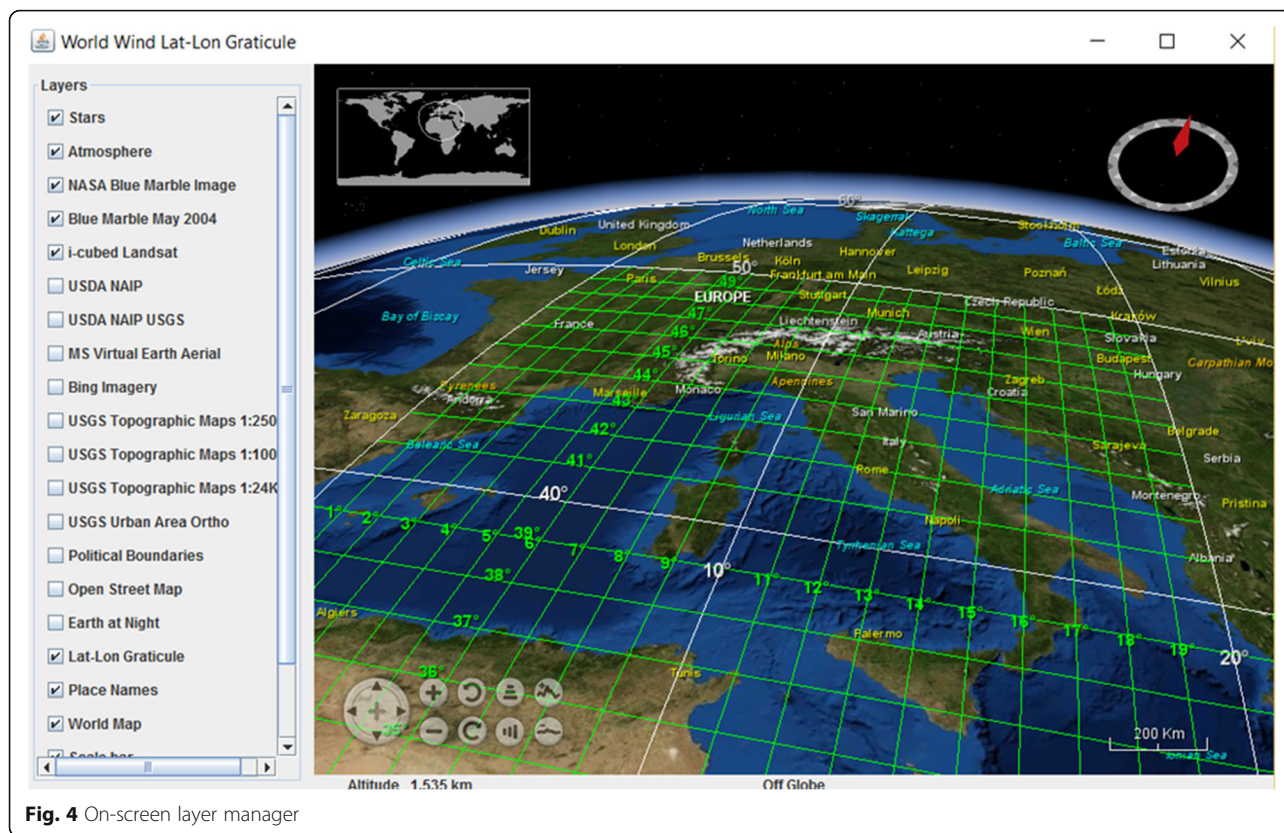 World Wind Lat-Lon Graticule
Layers
Stars
Atmosphere
NASA Blue Marble Image
Blue Marble May 2004
i-cubed Landsat
USDA NAIP
USDA NAIP USGS
MS Virtual Earth Aerial
Bing Imagery
USGS Topographic Maps 1:250
USGS Topographic Maps 1:100
USGS Topographic Maps 1:24K
USGS Urban Area Ortho
Political Boundaries
Open Street Map
Earth at Night
Lat-Lon Graticule
Place Names
World Map
Scale bar
60°
North Sea
Skagerrak
Kattega
Stockholm
Baltic Sea
Estonia
Lithuania
Vilnius
Dublin
United Kingdom
London
Netherlands
Hannover
Celtic Sea
Jersey
Brussels
Köln
50°
Frankfurt am Main
Leipzig
Poznań
Łódź
Paris
49°
EUROPE
Stuttgart
Czech Republic
Kraków
Bay of Biscay
47°
Munich
France
Liechtenstein
Austria
Wien
Slovakia
Lviv
46°
Alps
45°
Torino
Milano
Budapest
Carpathian Mo
Hungary
44°
Pyrenees
Andorra
Marseille
Monaco
Apennines
Zagreb
Croatia
43°
Zaragoza
Ligurian Sea
San Marino
42°
Balearic Sea
Italy
Sarajevo
Belgrade
Serbia
41°
Rome
40°
Adriatic Sea
Montenegro
Pristina
1°
2°
3°
4°
5°
39°
6°
7°
8°
9°
10°
11°
12°
13°
14°
15°
16°
17°
18°
19°
20°
Napoli
Tyrrhenian Sea
Albania
38°
Algiers
37°
Palermo
36°
Tunis
35°
200 Km
Ionian Sea
Altitude 1.535 km
Off Globe
Fig. 4 On-screen layer manager